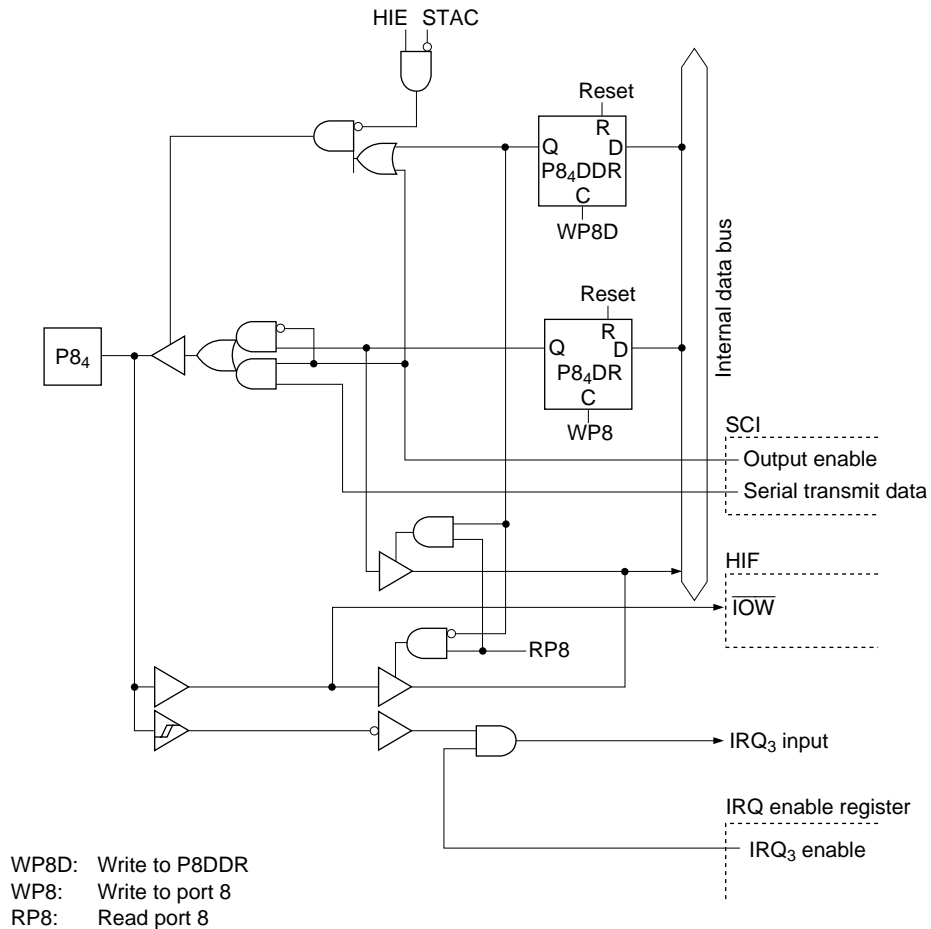 HIE STAC
Reset
R
Q D
P8₄DDR
C
WP8D
Internal data bus
Reset
R
Q D
P8₄DR
C
WP8
P8₄
SCI
Output enable
Serial transmit data
HIF
I̅O̅W̅
RP8
IRQ₃ input
IRQ enable register
IRQ₃ enable
WP8D: Write to P8DDR
WP8: Write to port 8
RP8: Read port 8